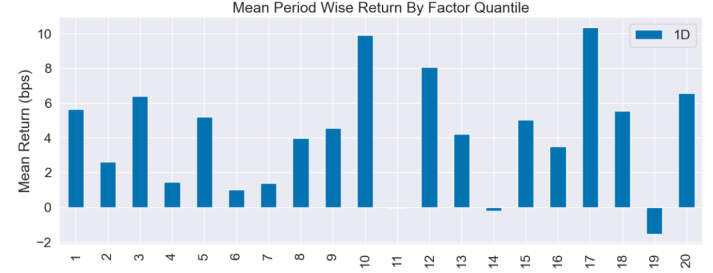 Mean Period Wise Return By Factor Quantile
1D
Mean Return (bps)
10
8
6
4
2
0
−2
1 2 3 4 5 6 7 8 9 10 11 12 13 14 15 16 17 18 19 20